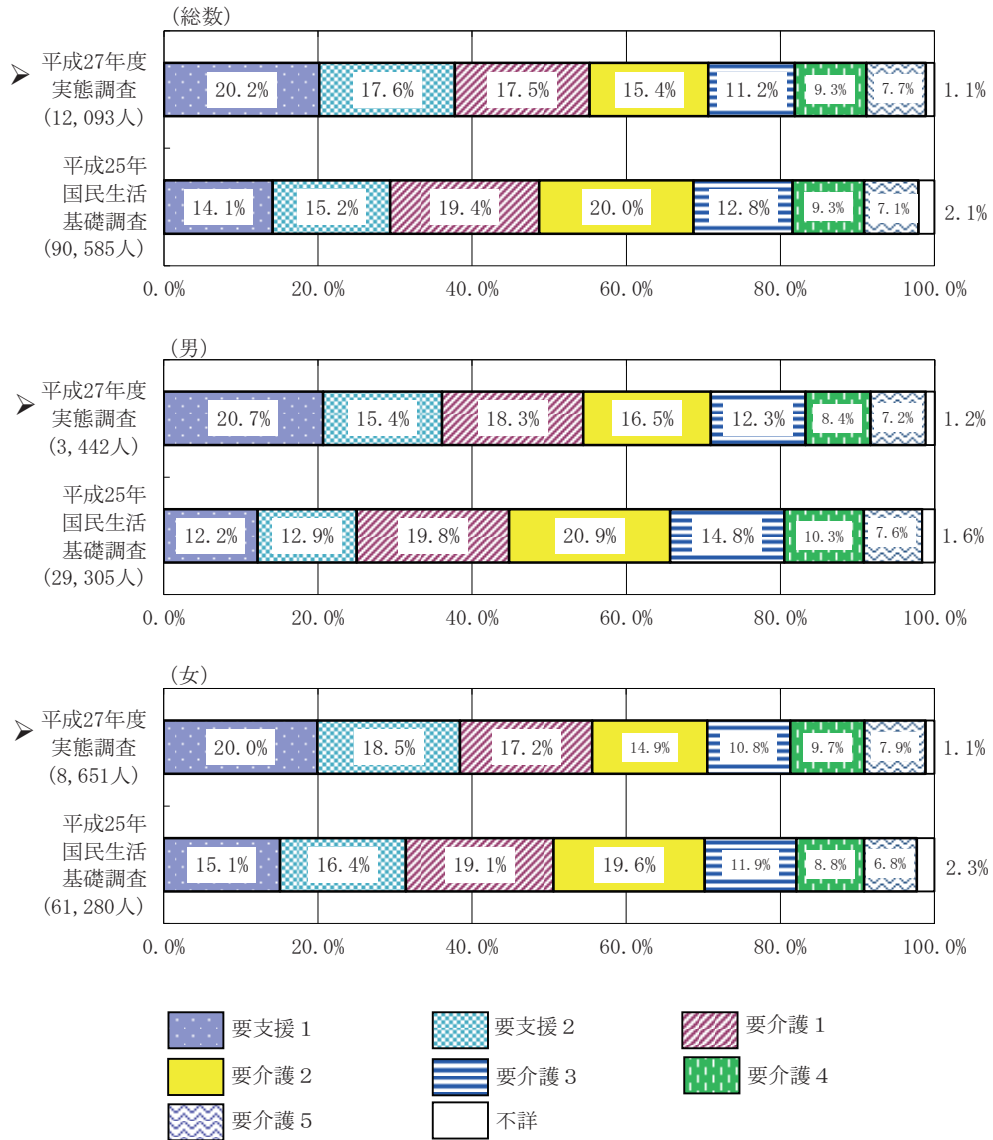 (総数)
➤ 平成27年度
実態調査
(12,093人)
20.2% 17.6% 17.5% 15.4% 11.2% 9.3% 7.7% 1.1%
平成25年
国民生活
基礎調査
(90,585人)
14.1% 15.2% 19.4% 20.0% 12.8% 9.3% 7.1% 2.1%
0.0% 20.0% 40.0% 60.0% 80.0% 100.0%
(男)
➤ 平成27年度
実態調査
(3,442人)
20.7% 15.4% 18.3% 16.5% 12.3% 8.4% 7.2% 1.2%
平成25年
国民生活
基礎調査
(29,305人)
12.2% 12.9% 19.8% 20.9% 14.8% 10.3% 7.6% 1.6%
0.0% 20.0% 40.0% 60.0% 80.0% 100.0%
(女)
➤ 平成27年度
実態調査
(8,651人)
20.0% 18.5% 17.2% 14.9% 10.8% 9.7% 7.9% 1.1%
平成25年
国民生活
基礎調査
(61,280人)
15.1% 16.4% 19.1% 19.6% 11.9% 8.8% 6.8% 2.3%
0.0% 20.0% 40.0% 60.0% 80.0% 100.0%
要支援1 要支援2 要介護1
要介護2 要介護3 要介護4
要介護5 不詳